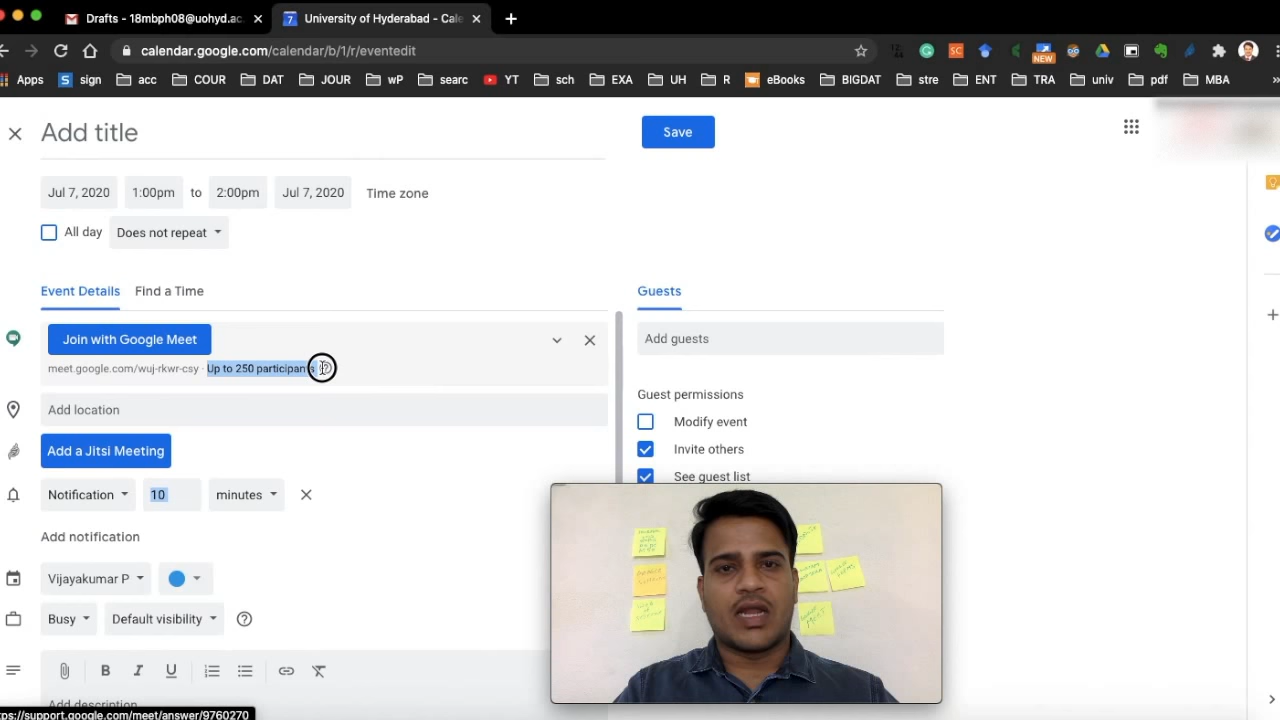 Drafts - 18mbph08@uohyd.ac.
University of Hyderabad - Cale
calendar.google.com/calendar/b/1/r/eventedit
NEW
Apps sign acc COUR DAT JOUR wP searc YT sch EXA UH R eBooks BIGDAT stre ENT TRA univ pdf MBA
Add title
Save
Jul 7, 2020 1:00pm to 2:00pm Jul 7, 2020 Time zone
All day Does not repeat
Event Details Find a Time
Guests
Join with Google Meet
Add guests
meet.google.com/wuj-rkwr-csy · Up to 250 participants
Guest permissions
Add location
Modify event
Add a Jitsi Meeting
Invite others
See guest list
Notification 10 minutes
Add notification
Vijayakumar P
Busy Default visibility
B I U
Add description
ps://support.google.com/meet/answer/9760270